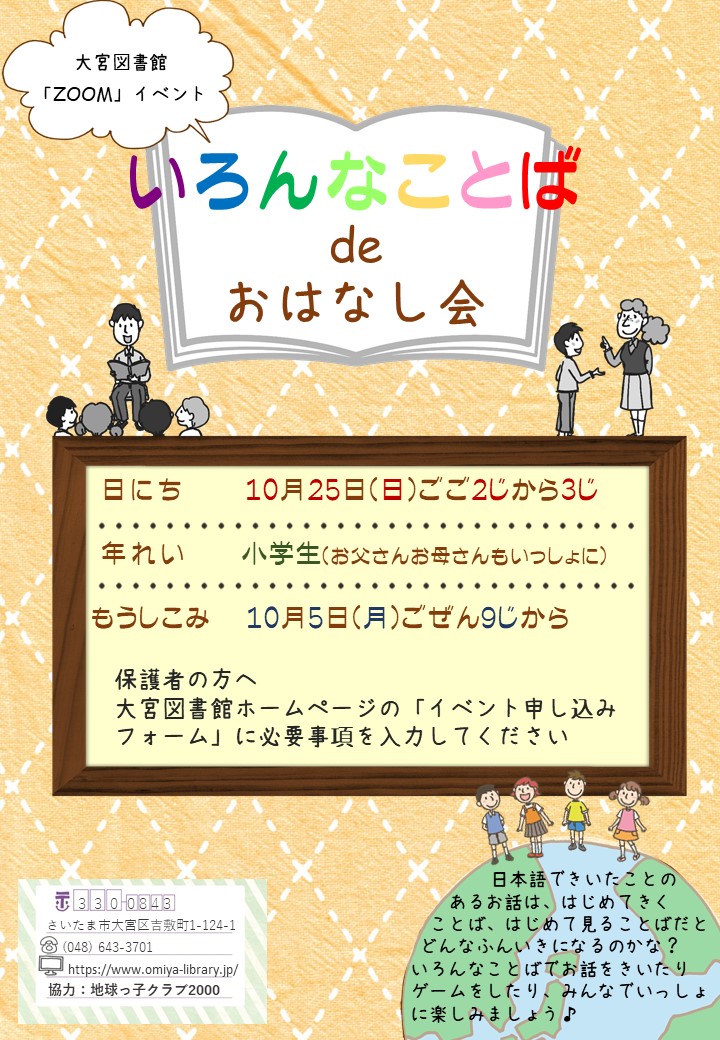 大宮図書館
「ZOOM」イベント
いろんなことば
de
おはなし会
日にち 10月25日(日)ごご2じから3じ
年れい 小学生(お父さんお母さんもいっしょに)
もうしこみ 10月5日(月)ごぜん9じから
保護者の方へ
大宮図書館ホームページの「イベント申し込み
フォーム」に必要事項を入力してください
日本語できいたことの
あるお話は、はじめてきく
ことば、はじめて見ることばだと
どんなふんいきになるのかな？
いろんなことばでお話をきいたり
ゲームをしたり、みんなでいっしょ
に楽しみましょう♪
〒330-0843
さいたま市大宮区吉敷町1-124-1
(048) 643-3701
https://www.omiya-library.jp/
協力：地球っ子クラブ2000